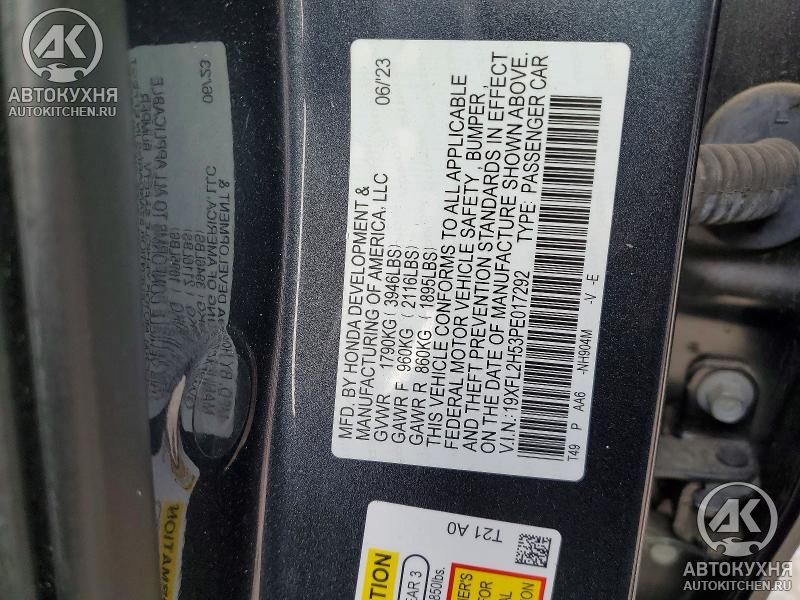 АВТОКУХНЯ
AutoKitchen.ru
MFD. BY HONDA DEVELOPMENT &
MANUFACTURING OF AMERICA, LLC 06/'23
GVWR 1790KG ( 3946LBS)
GAWR F 960KG ( 2116LBS)
GAWR R 860KG ( 1895LBS)
THIS VEHICLE CONFORMS TO ALL APPLICABLE
FEDERAL MOTOR VEHICLE SAFETY, BUMPER,
AND THEFT PREVENTION STANDARDS IN EFFECT
ON THE DATE OF MANUFACTURE SHOWN ABOVE.
V.I.N.:19XFL2H53PE017292 TYPE: PASSENGER CAR
T49 P AA6 -NH904M -V -E
T21 A0
850lbs.
FOR
АВТОКУХНЯ
AutoKitchen.ru